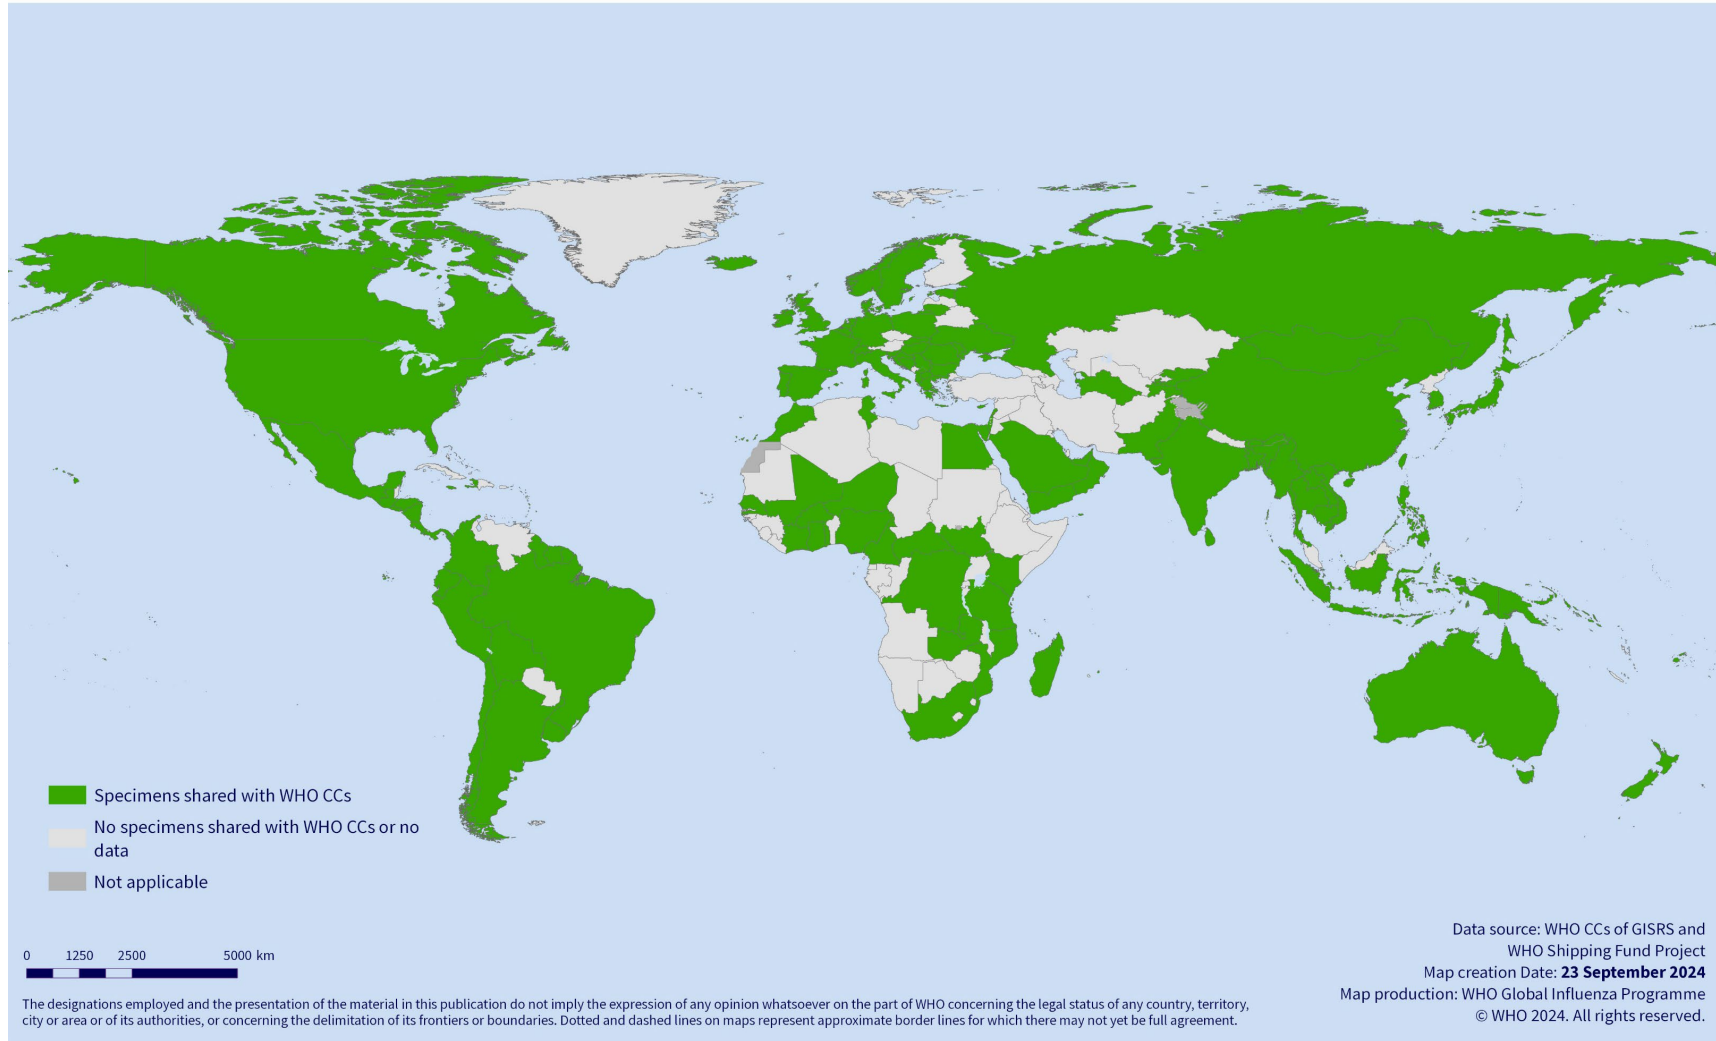 Specimens shared with WHO CCs
No specimens shared with WHO CCs or no
data
Not applicable
0 1250 2500 5000 km
The designations employed and the presentation of the material in this publication do not imply the expression of any opinion whatsoever on the part of WHO concerning the legal status of any country, territory,
city or area or of its authorities, or concerning the delimitation of its frontiers or boundaries. Dotted and dashed lines on maps represent approximate border lines for which there may not yet be full agreement.
Data source: WHO CCs of GISRS and
WHO Shipping Fund Project
Map creation Date: 23 September 2024
Map production: WHO Global Influenza Programme
© WHO 2024. All rights reserved.